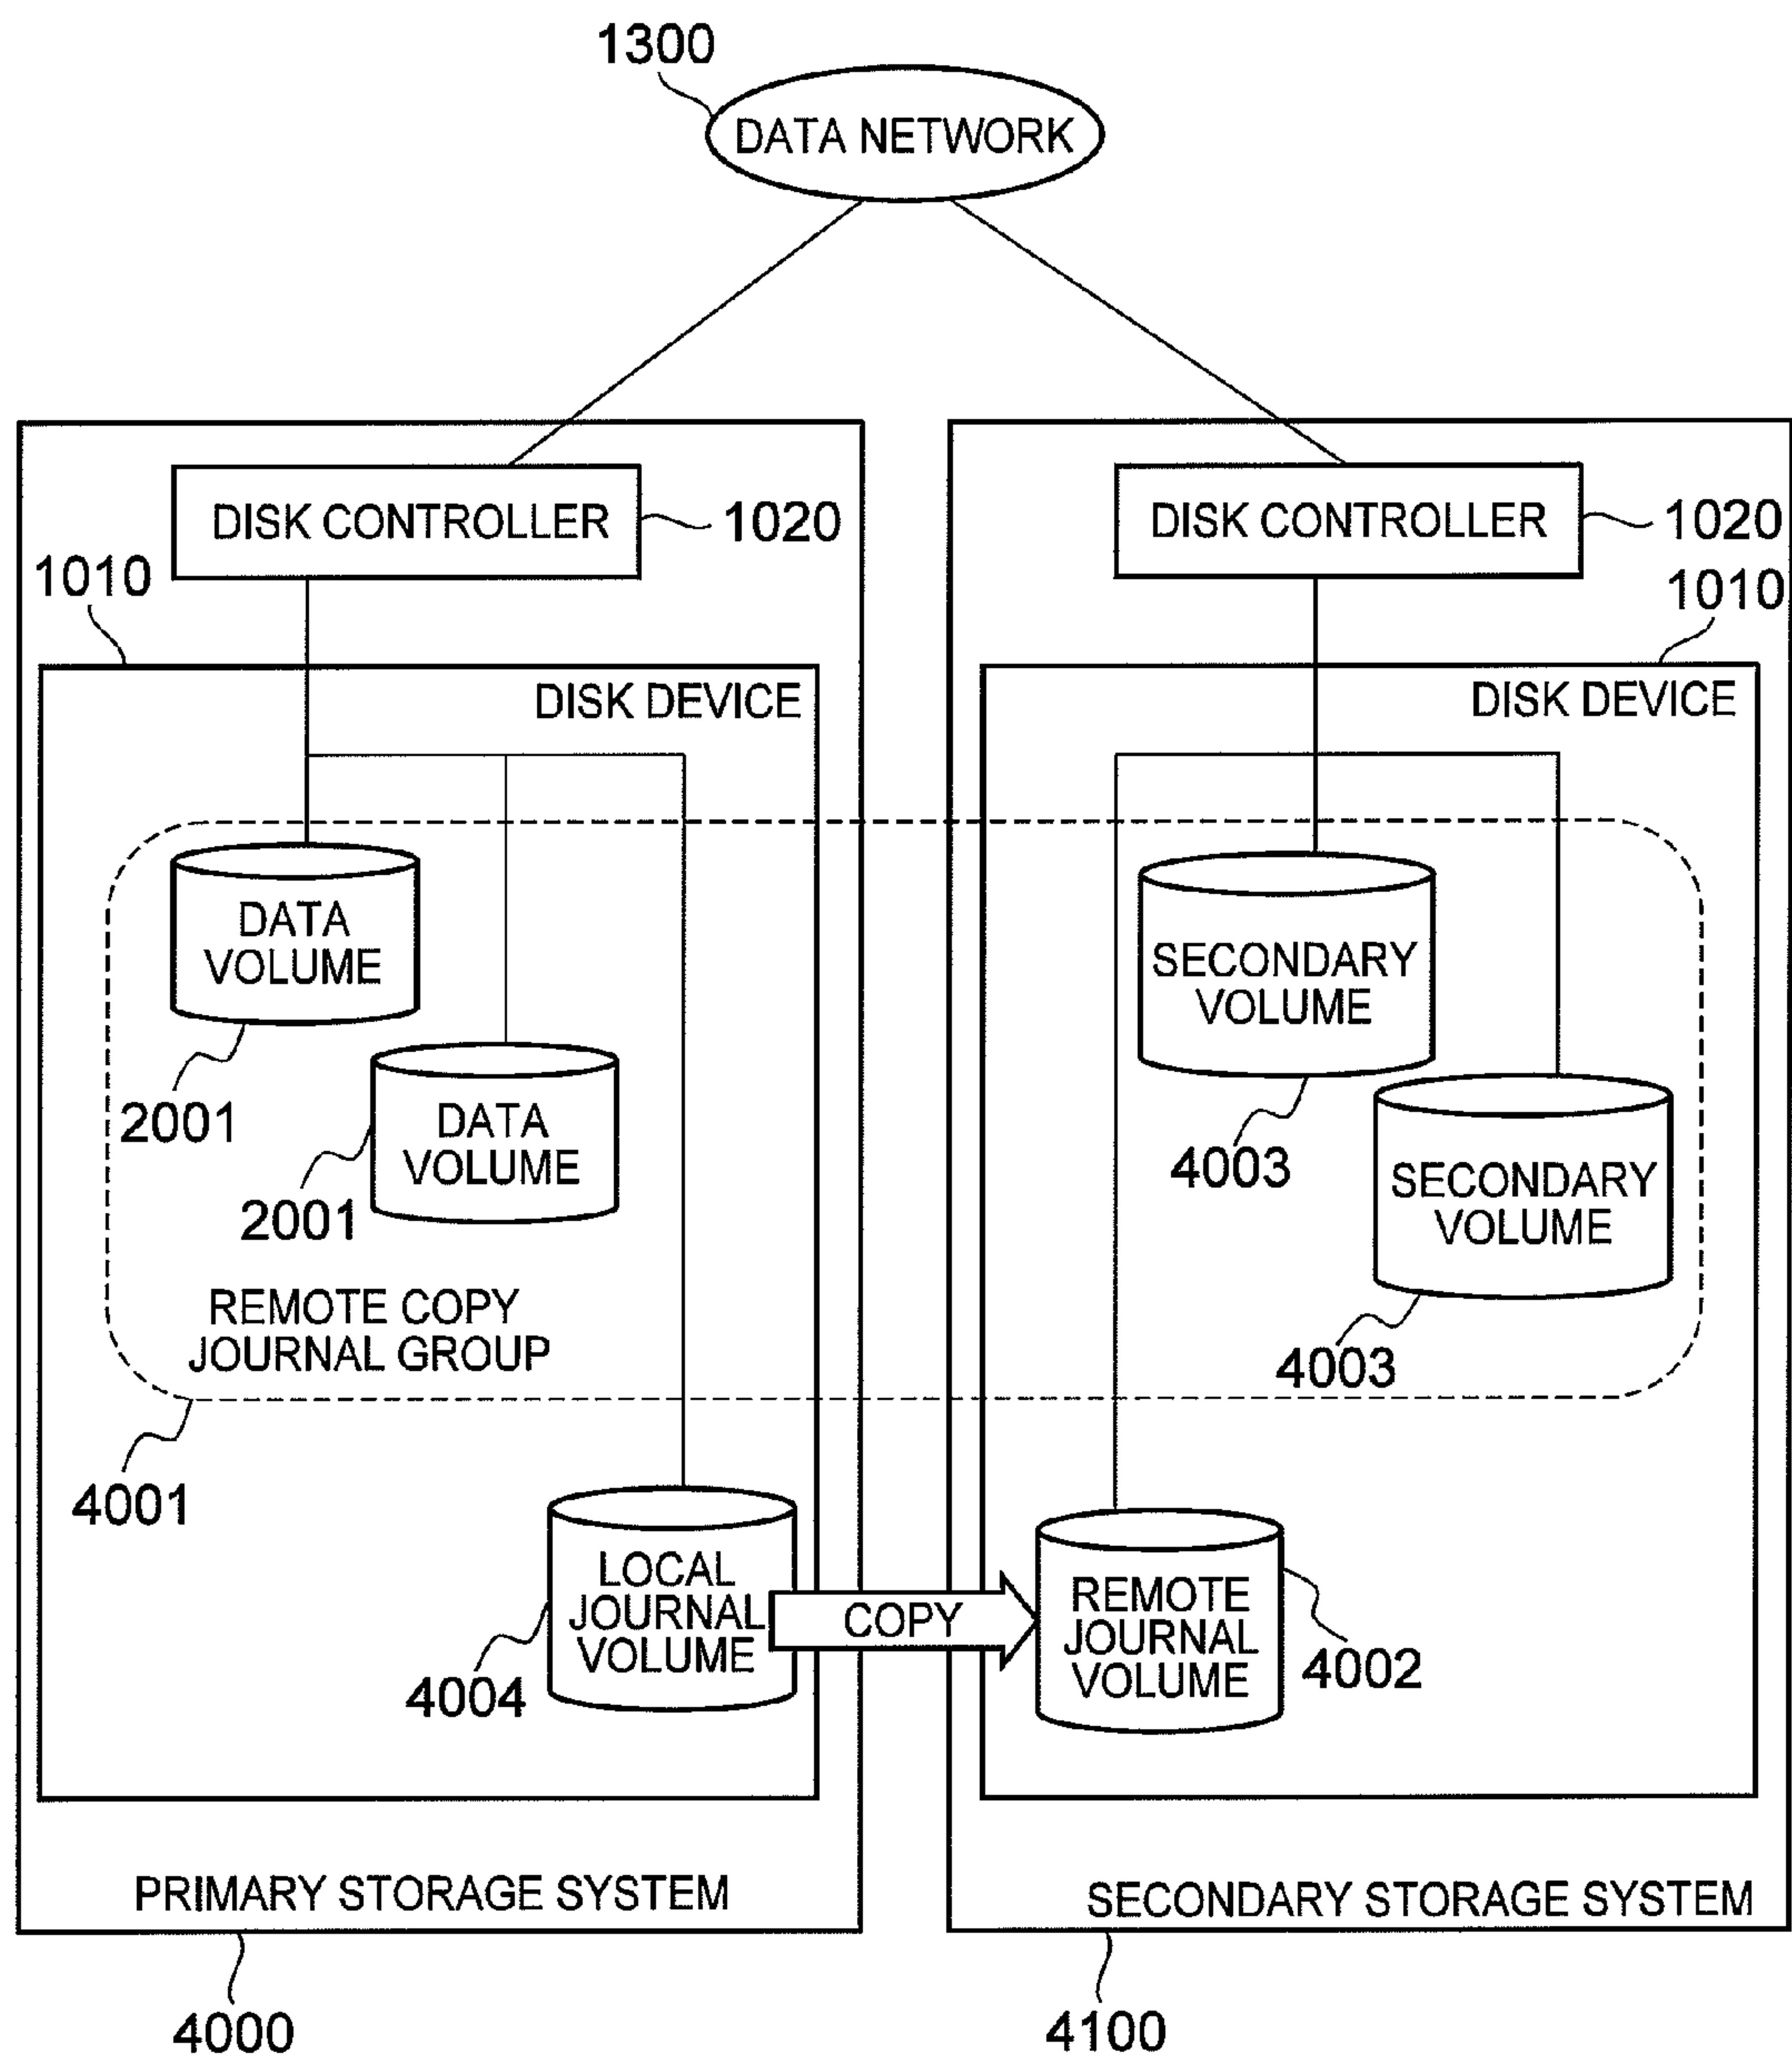 1300
DATA NETWORK
DISK CONTROLLER
1020
DISK CONTROLLER
1020
1010
1010
DISK DEVICE
DISK DEVICE
DATA
VOLUME
2001
DATA
VOLUME
2001
SECONDARY
VOLUME
4003
SECONDARY
VOLUME
4003
REMOTE COPY
JOURNAL GROUP
4001
LOCAL
JOURNAL
VOLUME
4004
COPY
REMOTE
JOURNAL
VOLUME
4002
PRIMARY STORAGE SYSTEM
SECONDARY STORAGE SYSTEM
4000
4100